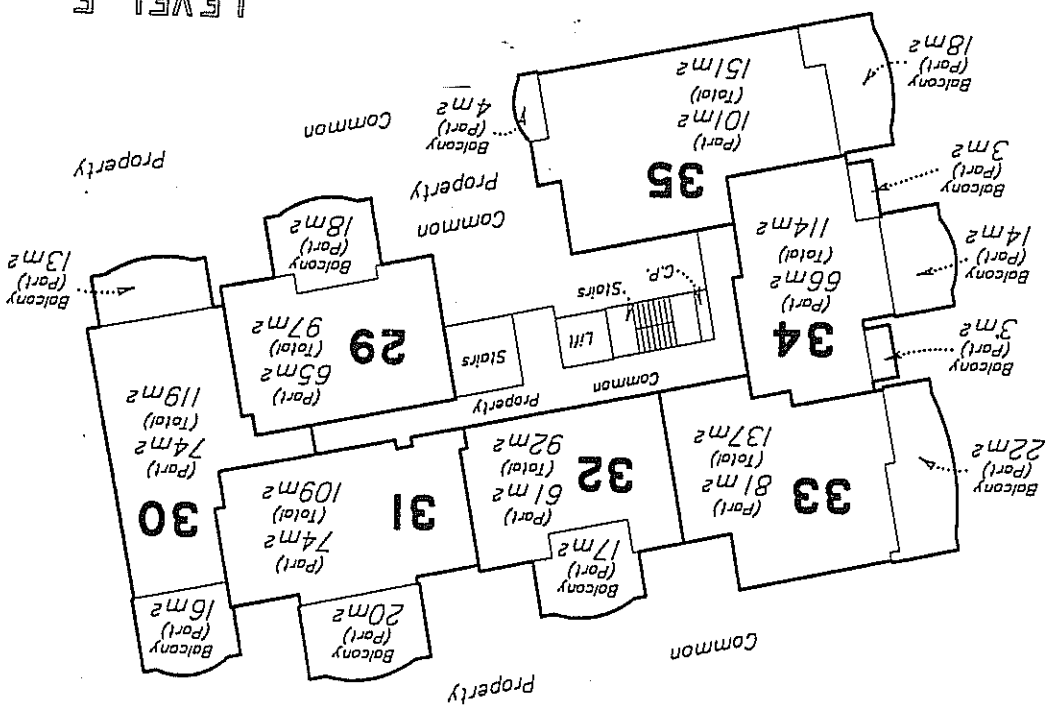 Property
Common
Balcony
(Part)
16m²
Balcony
(Part)
20m²
Balcony
(Part)
17m²
30
(Part)
74m²
(Total)
119m²
31
(Part)
74m²
(Total)
109m²
32
(Part)
61m²
(Total)
92m²
33
(Part)
81m²
(Total)
137m²
Balcony
(Part)
22m²
Common
Property
29
(Part)
65m²
(Total)
97m²
Stairs
Lift
Stairs
C.P.
34
(Part)
66m²
(Total)
114m²
Balcony
(Part)
3m²
Balcony
(Part)
14m²
Balcony
(Part)
3m²
Balcony
(Part)
13m²
Balcony
(Part)
18m²
Common
Property
35
(Part)
101m²
(Total)
151m²
Balcony
(Part)
4m²
Balcony
(Part)
18m²
Property
Common
LEVEL